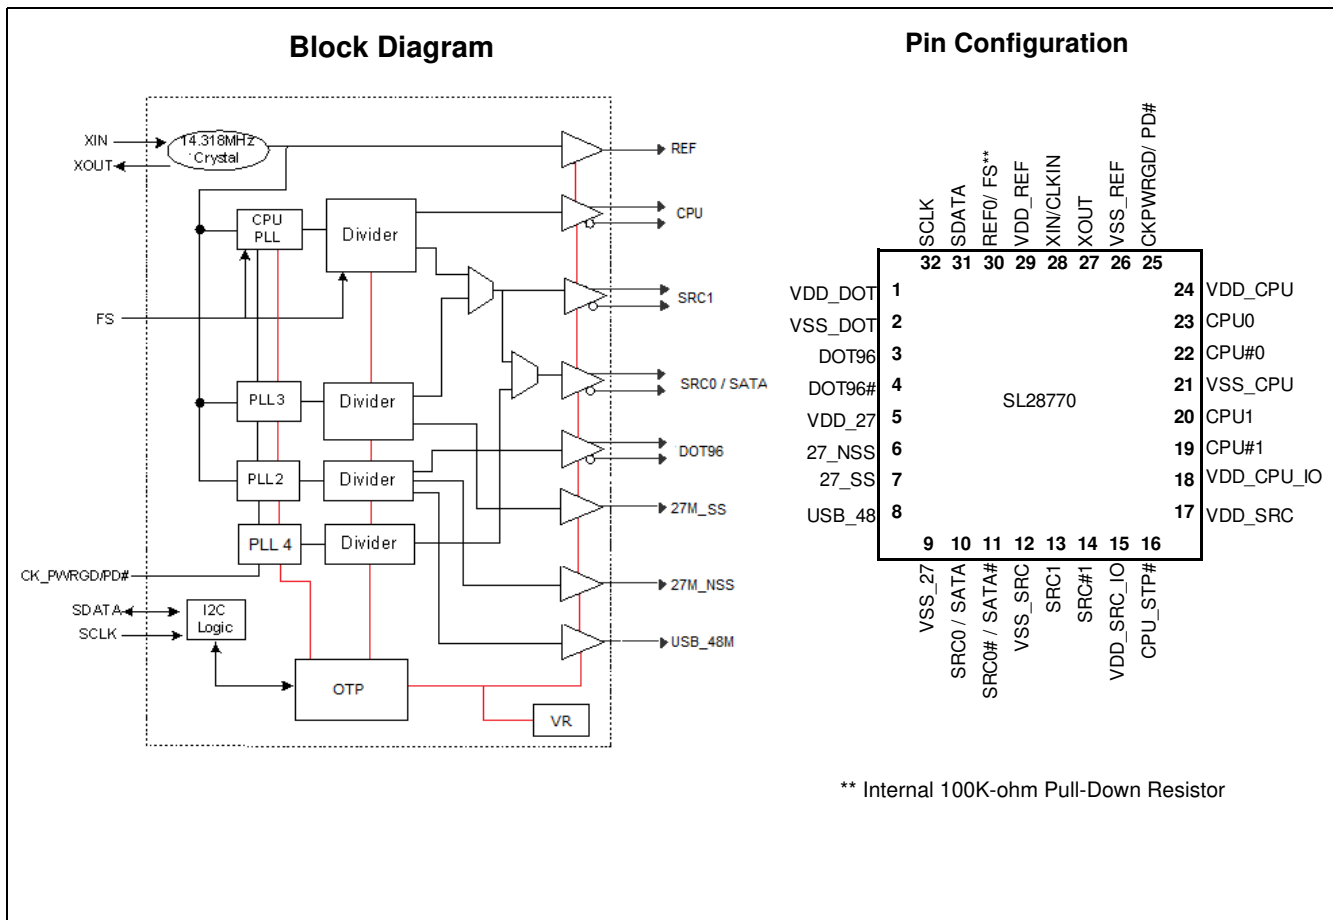 Block Diagram
XIN
XOUT
14.318MHz
Crystal
CPU
PLL
Divider
FS
PLL3
Divider
PLL2
Divider
PLL 4
Divider
CK_PWRGD/PD#
SDATA
SCLK
I2C
Logic
OTP
VR
REF
CPU
SRC1
SRC0 / SATA
DOT96
27M_SS
27M_NSS
USB_48M
Pin Configuration
SCLK
SDATA
REF0/ FS**
VDD_REF
XIN/CLKIN
XOUT
VSS_REF
CKPWRGD/ PD#
32 31 30 29 28 27 26 25
VDD_DOT 1
VSS_DOT 2
DOT96 3
DOT96# 4
VDD_27 5
27_NSS 6
27_SS 7
USB_48 8
SL28770
24 VDD_CPU
23 CPU0
22 CPU#0
21 VSS_CPU
20 CPU1
19 CPU#1
18 VDD_CPU_IO
17 VDD_SRC
9 10 11 12 13 14 15 16
VSS_27
SRC0 / SATA
SRC0# / SATA#
VSS_SRC
SRC1
SRC#1
VDD_SRC_IO
CPU_STP#
** Internal 100K-ohm Pull-Down Resistor